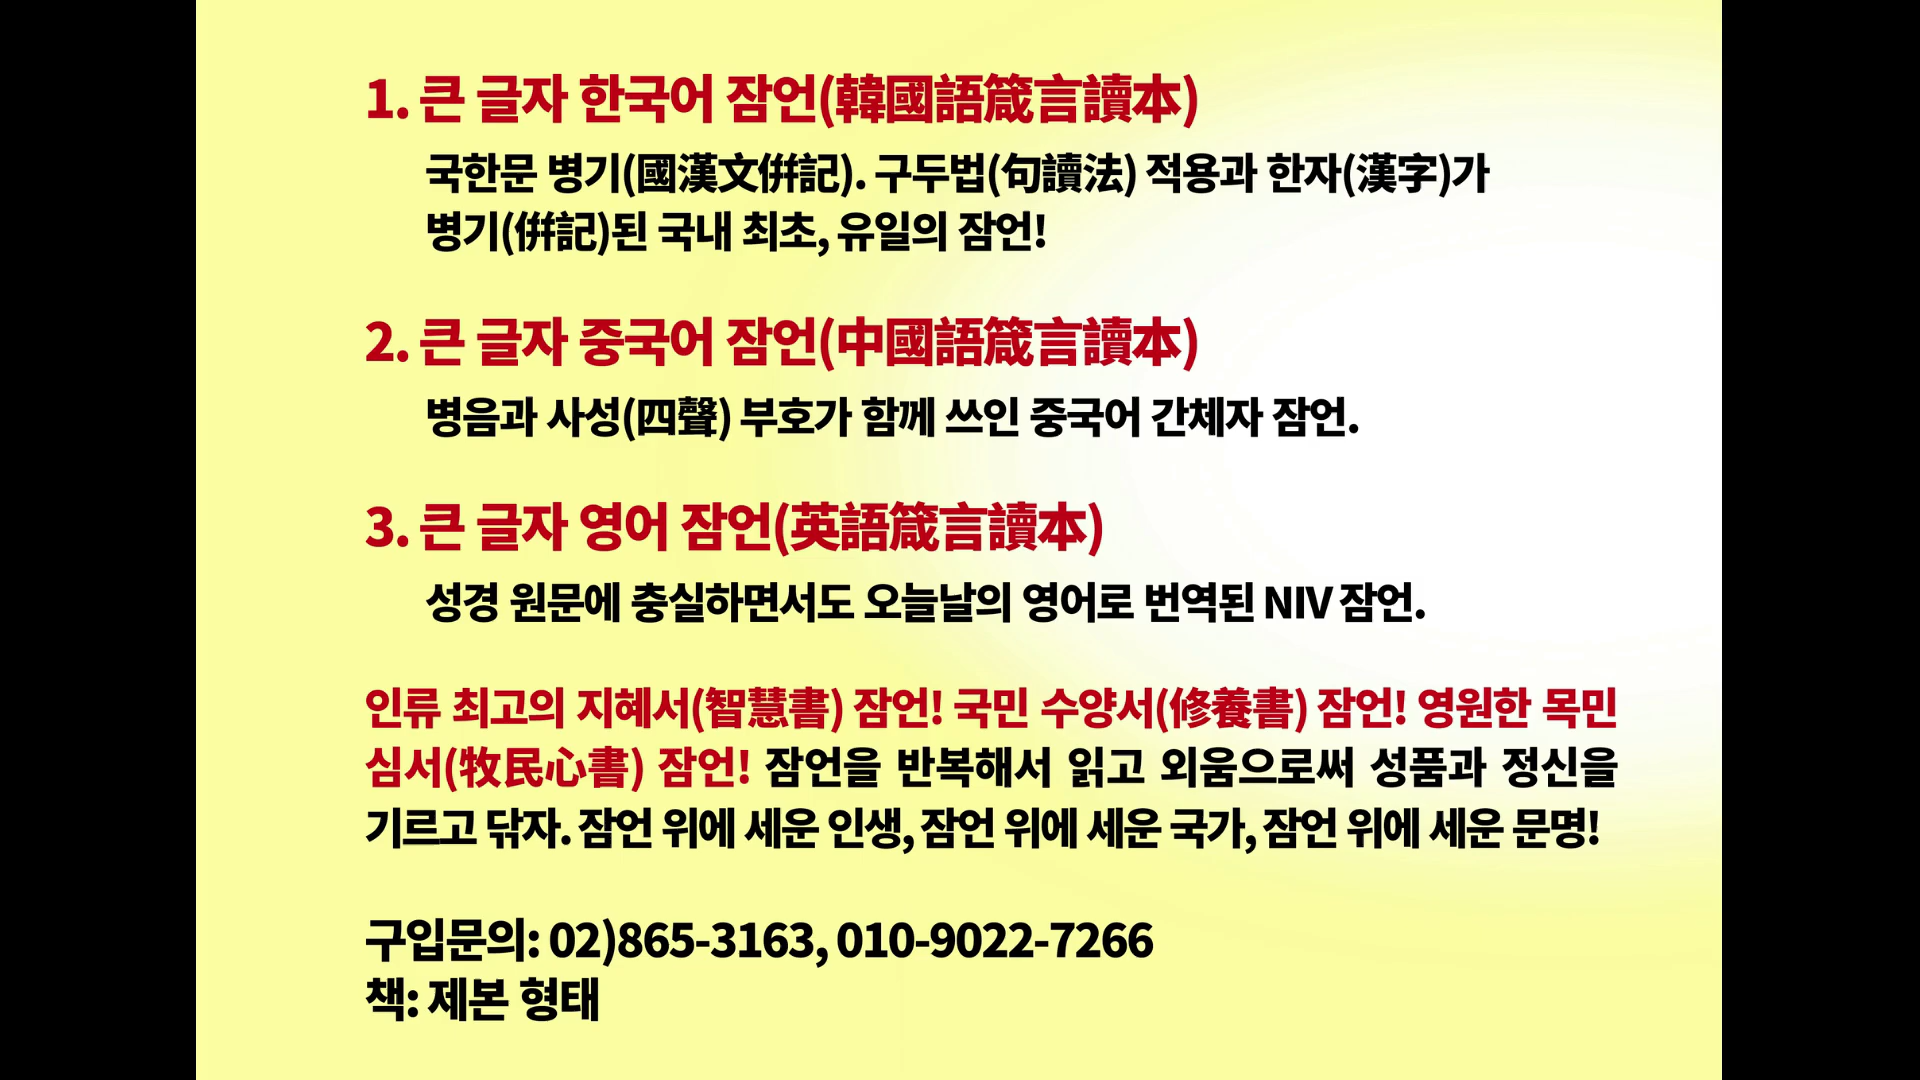 1. 큰 글자 한국어 잠언(韓國語箴言讀本)
국한문 병기(國漢文倂記). 구두법(句讀法) 적용과 한자(漢字)가
병기(倂記)된 국내 최초, 유일의 잠언!
2. 큰 글자 중국어 잠언(中國語箴言讀本)
병음과 사성(四聲) 부호가 함께 쓰인 중국어 간체자 잠언.
3. 큰 글자 영어 잠언(英語箴言讀本)
성경 원문에 충실하면서도 오늘날의 영어로 번역된 NIV 잠언.
인류 최고의 지혜서(智慧書) 잠언! 국민 수양서(修養書) 잠언! 영원한 목민
심서(牧民心書) 잠언! 잠언을 반복해서 읽고 외움으로써 성품과 정신을
기르고 닦자. 잠언 위에 세운 인생, 잠언 위에 세운 국가, 잠언 위에 세운 문명!
구입문의: 02)865-3163, 010-9022-7266
책: 제본 형태